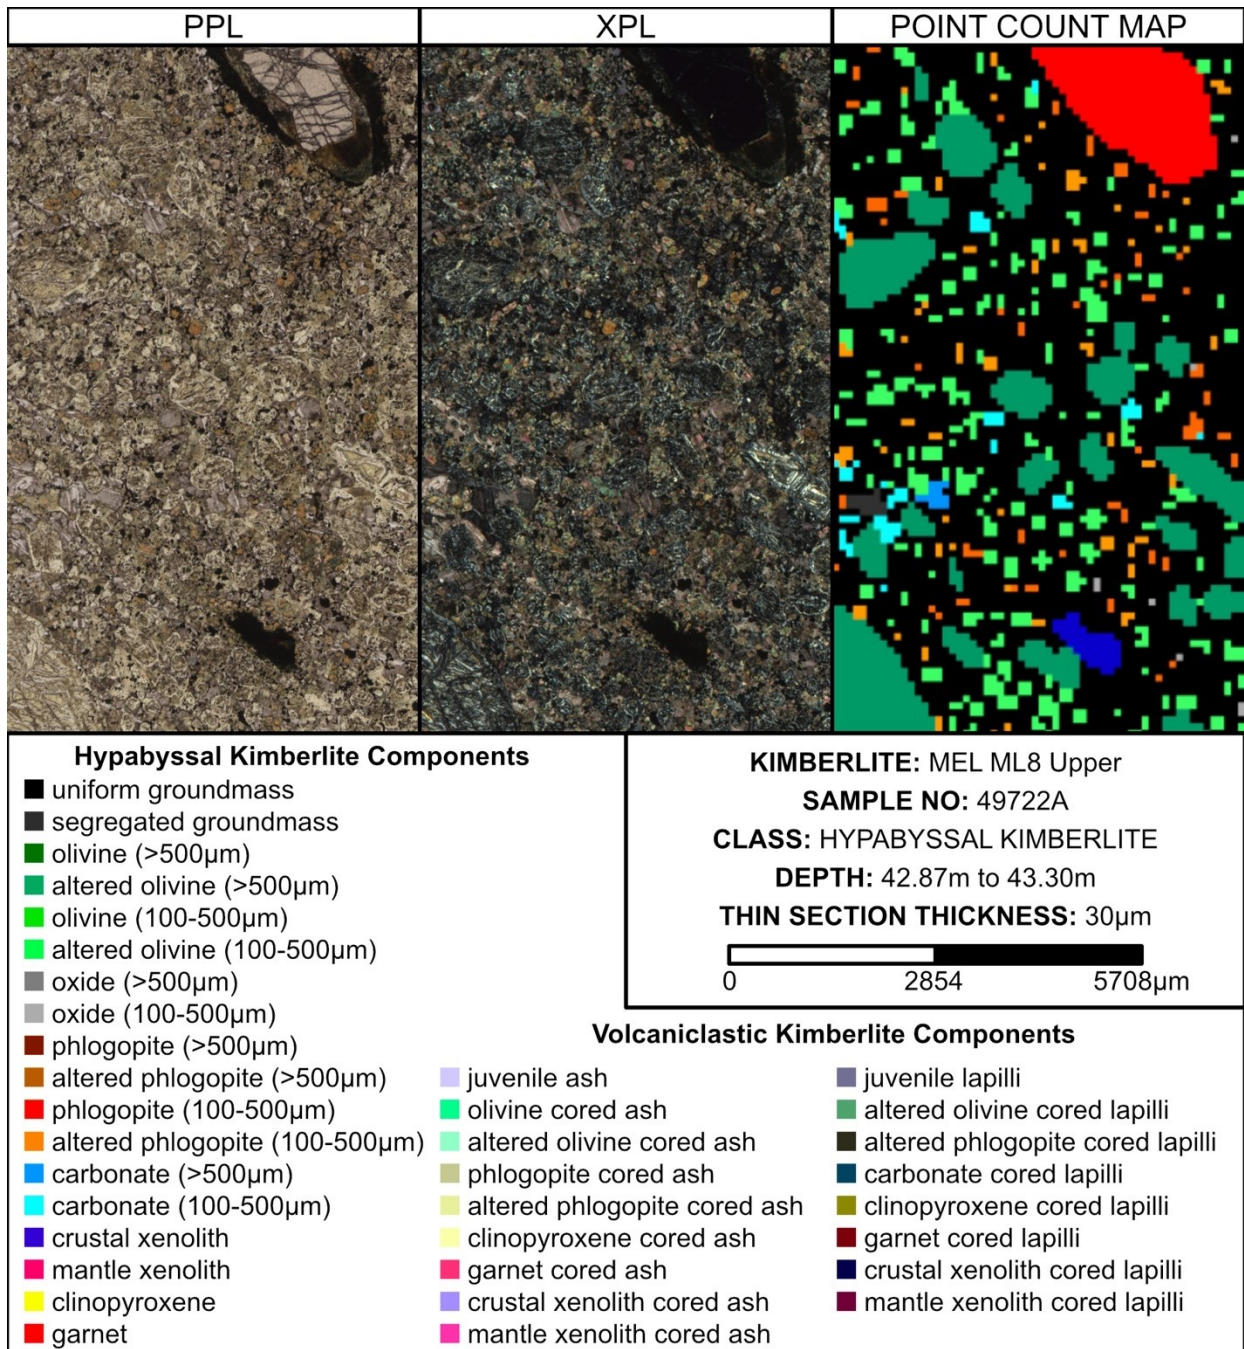 PPL
XPL
POINT COUNT MAP
Hypabyssal Kimberlite Components
uniform groundmass
segregated groundmass
olivine (>500µm)
altered olivine (>500µm)
olivine (100-500µm)
altered olivine (100-500µm)
oxide (>500µm)
oxide (100-500µm)
phlogopite (>500µm)
altered phlogopite (>500µm)
phlogopite (100-500µm)
altered phlogopite (100-500µm)
carbonate (>500µm)
carbonate (100-500µm)
crustal xenolith
mantle xenolith
clinopyroxene
garnet
KIMBERLITE: MEL ML8 Upper
SAMPLE NO: 49722A
CLASS: HYPABYSSAL KIMBERLITE
DEPTH: 42.87m to 43.30m
THIN SECTION THICKNESS: 30µm
0 2854 5708µm
Volcaniclastic Kimberlite Components
juvenile ash
olivine cored ash
altered olivine cored ash
phlogopite cored ash
altered phlogopite cored ash
clinopyroxene cored ash
garnet cored ash
crustal xenolith cored ash
mantle xenolith cored ash
juvenile lapilli
altered olivine cored lapilli
altered phlogopite cored lapilli
carbonate cored lapilli
clinopyroxene cored lapilli
garnet cored lapilli
crustal xenolith cored lapilli
mantle xenolith cored lapilli